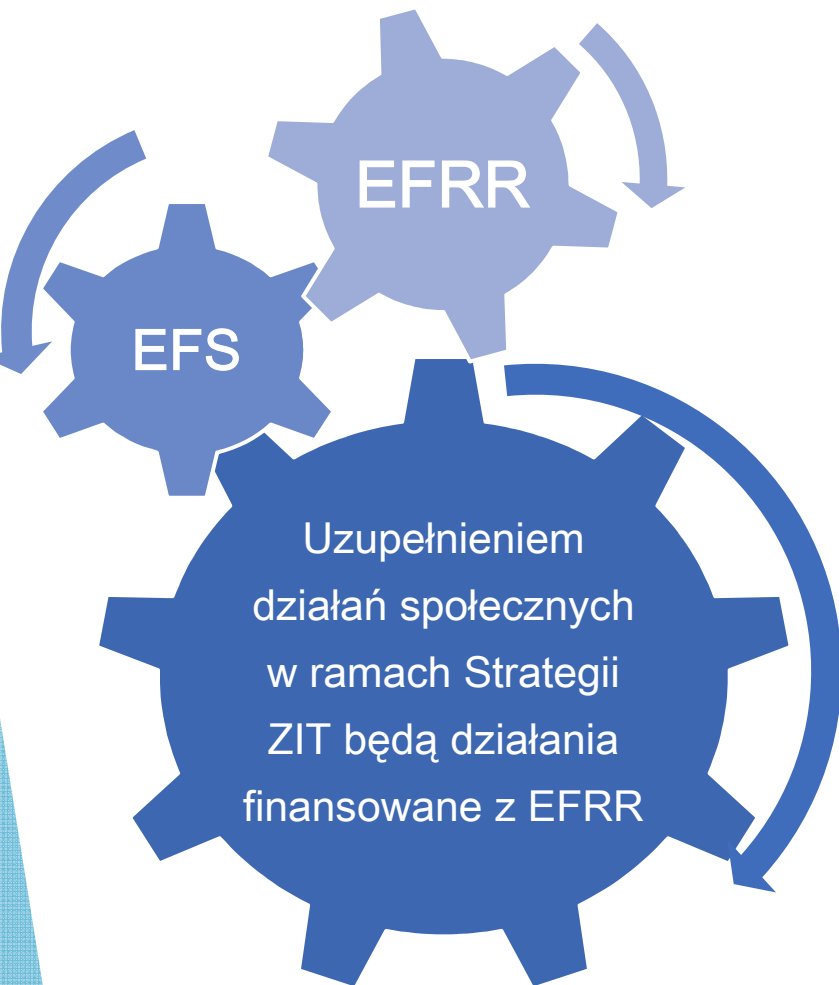 EFRR
EFS
Uzupełnieniem
działań społecznych
w ramach Strategii
ZIT będą działania
finansowane z EFRR